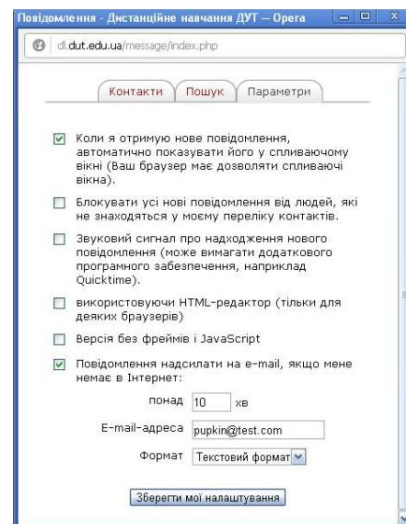 Повідомлення - Дистанційне навчання ДУТ — Opera
dl.dut.edu.ua/message/index.php
Контакти Пошук Параметри
Коли я отримую нове повідомлення,
автоматично показувати його у спливаючому
вікні (Ваш браузер має дозволяти спливаючі
вікна).
Блокувати усі нові повідомлення від людей, які
не знаходяться у моєму переліку контактів.
Звуковий сигнал про надходження нового
повідомлення (може вимагати додаткового
програмного забезпечення, наприклад
Quicktime).
використовуючи HTML-редактор (тільки для
деяких браузерів)
Версія без фреймів і JavaScript
Повідомлення надсилати на e-mail, якщо мене
немає в Інтернет:
понад 10 хв
E-mail-адреса pupkin@test.com
Формат Текстовий формат
Зберегти мої налаштування